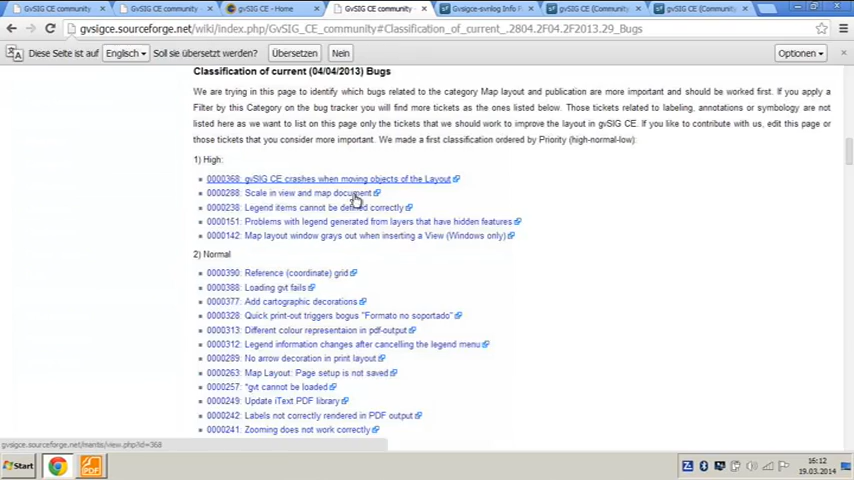 GvSIG CE community
GvSIG CE community
gvSIG CE - Home
GvSIG CE community -
Gvsigce-svnlog Info P
gvSIG CE (Community E
gvSIG CE (Community E
gvsigce.sourceforge.net/wiki/index.php/GvSIG_CE_community#Classification_of_current_.2804.2F04.2F2013.29_Bugs
Diese Seite ist auf Englisch Soll sie übersetzt werden? Übersetzen Nein Optionen
Classification of current (04/04/2013) Bugs
We are trying in this page to identify which bugs related to the category Map layout and publication are more important and should be worked first. If you apply a
Filter by this Category on the bug tracker you will find more tickets as the ones listed below. Those tickets related to labeling, annotations or symbology are not
listed here as we want to list on this page only the tickets that we should work to improve the layout in gvSIG CE. If you like to contribute with us, edit this page or
those tickets that you consider more important. We made a first classification ordered by Priority (high-normal-low):
1) High:
0000368: gvSIG CE crashes when moving objects of the Layout
0000288: Scale in view and map document
0000238: Legend items cannot be defined correctly
0000151: Problems with legend generated from layers that have hidden features
0000142: Map layout window grays out when inserting a View (Windows only)
2) Normal
0000390: Reference (coordinate) grid
0000388: Loading gvt fails
0000377: Add cartographic decorations
0000328: Quick print-out triggers bogus "Formato no soportado"
0000313: Different colour representaion in pdf-output
0000312: Legend information changes after cancelling the legend menu
0000289: No arrow decoration in print layout
0000263: Map Layout: Page setup is not saved
0000257: *gvt cannot be loaded
0000249: Update iText PDF library
0000242: Labels not correctly rendered in PDF output
0000241: Zooming does not work correctly
gvsigce.sourceforge.net/mantis/view.php?id=368
Start
16:12
19.03.2014